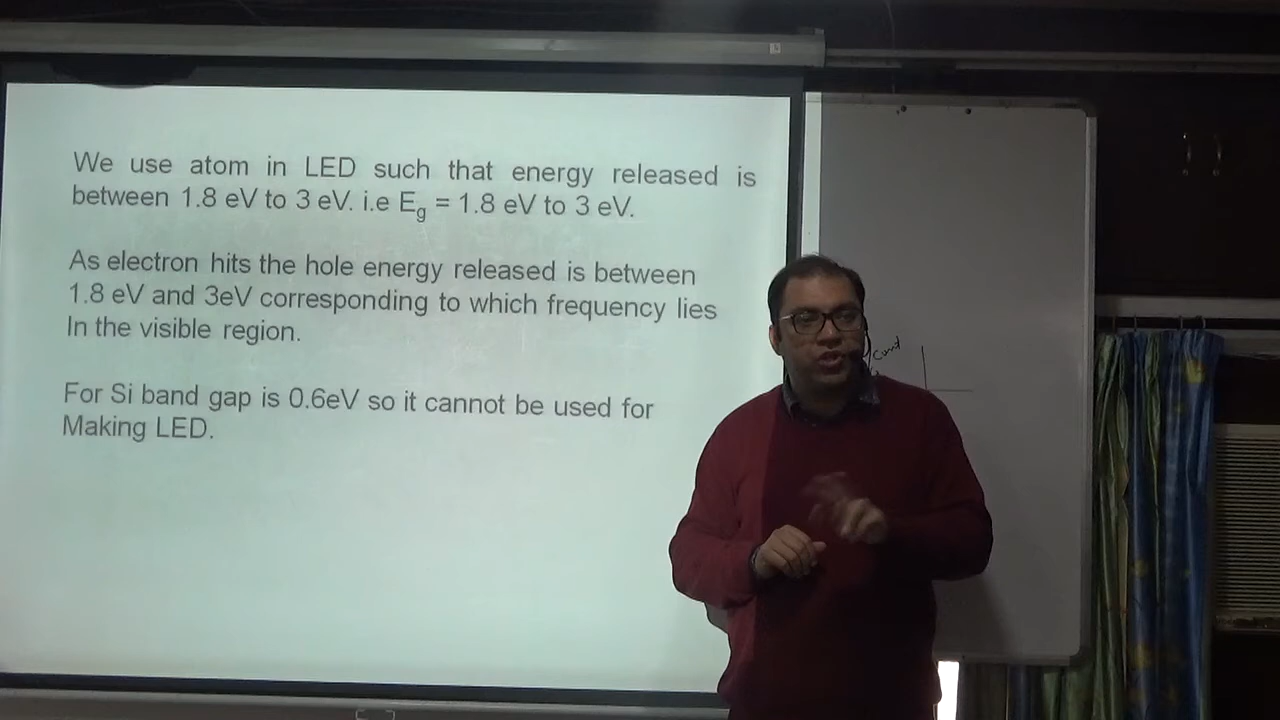 We use atom in LED such that energy released is
between 1.8 eV to 3 eV. i.e Eg = 1.8 eV to 3 eV.
As electron hits the hole energy released is between
1.8 eV and 3eV corresponding to which frequency lies
In the visible region.
For Si band gap is 0.6eV so it cannot be used for
Making LED.